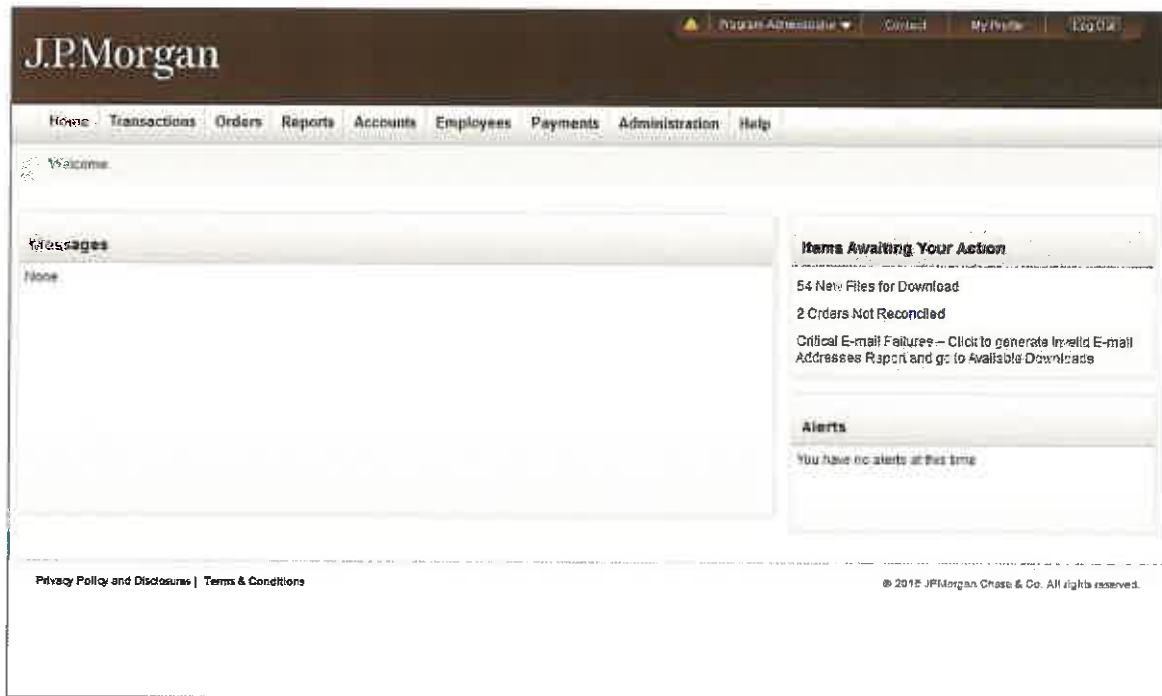 Program Administrator | Contact | My Profile | Log Out
J.P.Morgan
Home Transactions Orders Reports Accounts Employees Payments Administration Help
Welcome
Messages
None
Items Awaiting Your Action
54 New Files for Download
2 Orders Not Reconciled
Critical E-mail Failures – Click to generate Invalid E-mail
Addresses Report and go to Available Downloads
Alerts
You have no alerts at this time
Privacy Policy and Disclosures | Terms & Conditions
JPMorgan Chase & Co. All rights reserved.